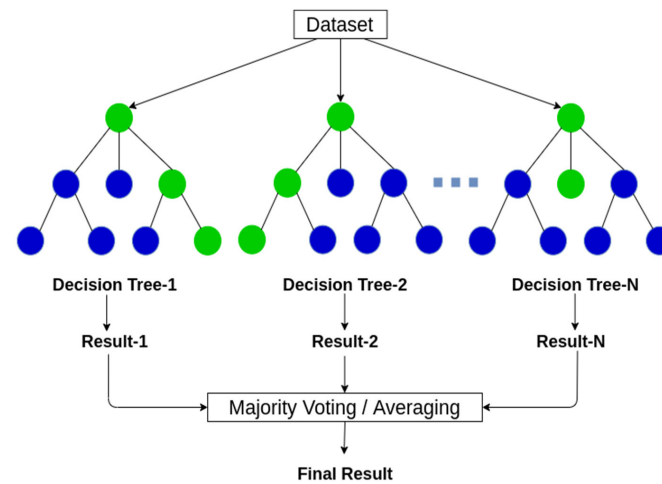 Dataset
Decision Tree-1 Decision Tree-2 Decision Tree-N
Result-1 Result-2 Result-N
Majority Voting / Averaging
Final Result